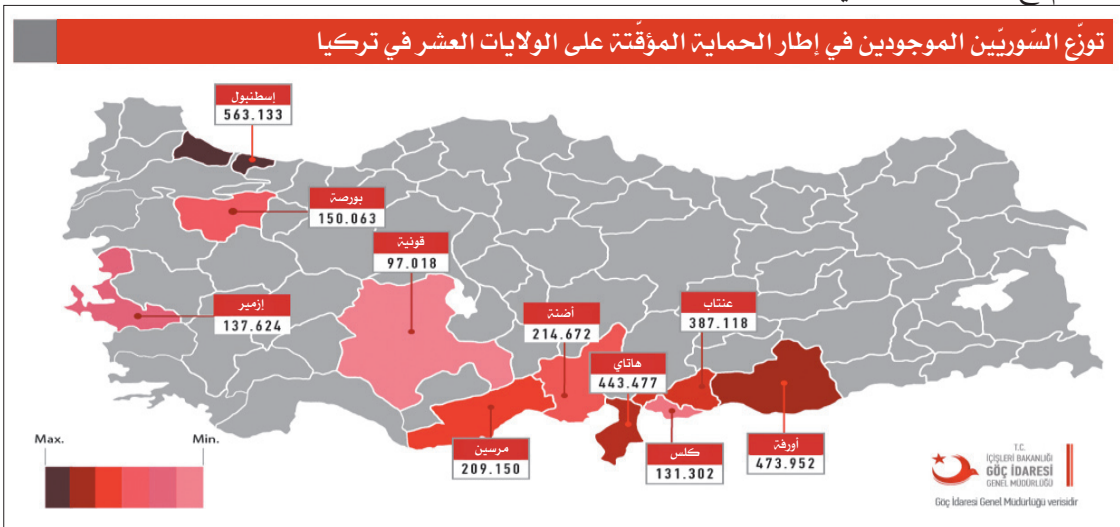 توزّع السّوريّين الموجودين في إطار الحماية المؤقّتة على الولايات العشر في تركيا
إسطنبول
563.133
بورصة
150.063
قونية
97.018
إزمير
137.624
أضنة
214.672
عنتاب
387.118
هاتاي
443.477
مرسين
209.150
كلس
131.302
أورفة
473.952
Max.
Min.
T.C.
İÇİŞLERİ BAKANLIĞI
GÖÇ İDARESİ
GENEL MÜDÜRLÜĞÜ
Göç İdaresi Genel Müdürlüğü verisidir